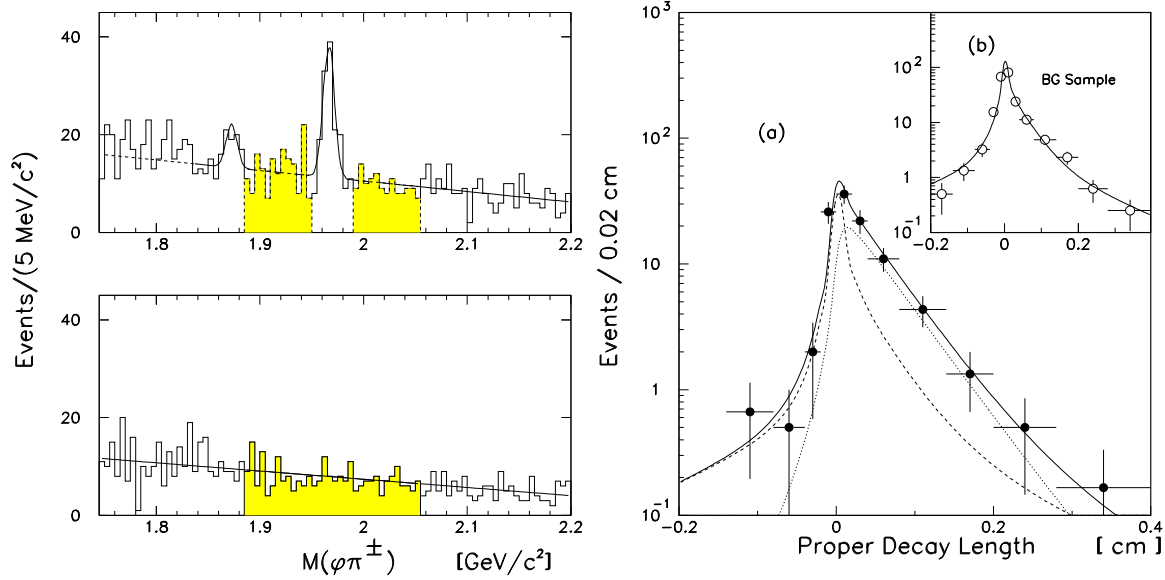 40
20
0
1.8 1.9 2 2.1 2.2
40
20
0
1.8 1.9 2 2.1 2.2
Events/(5 MeV/c²)
M(φπ±) [GeV/c²]
10³
10²
10
1
10⁻¹
-0.2 0 0.2 0.4
Events / 0.02 cm
Proper Decay Length [ cm ]
(a)
(b)
BG Sample
10²
10
1
10⁻¹
-0.2 0 0.2